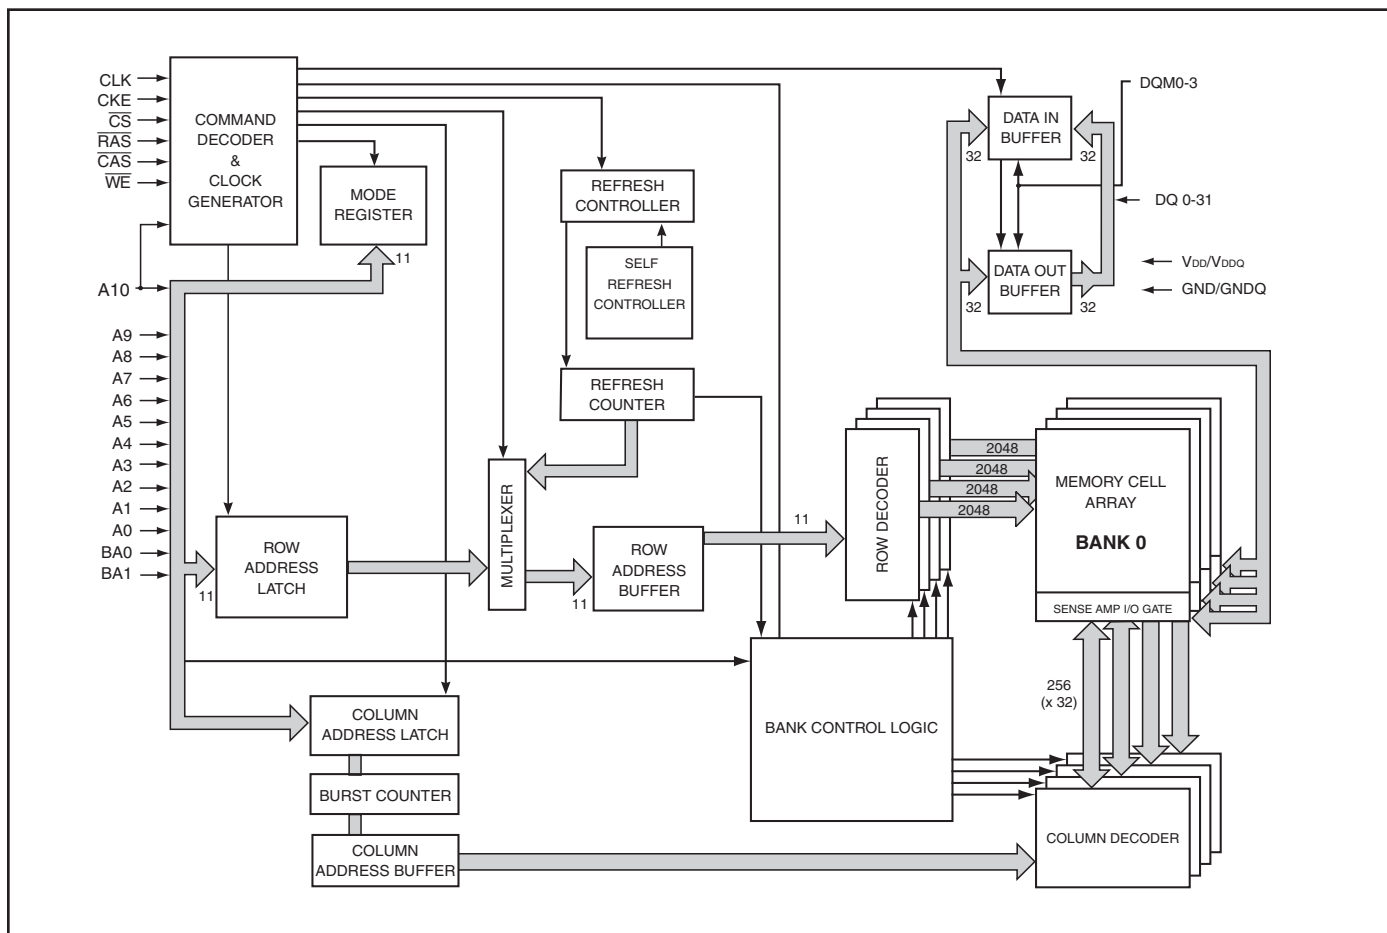 CLK
CKE
CS
RAS
CAS
WE
A10
A9
A8
A7
A6
A5
A4
A3
A2
A1
A0
BA0
BA1
COMMAND
DECODER
&
CLOCK
GENERATOR
MODE
REGISTER
11
REFRESH
CONTROLLER
SELF
REFRESH
CONTROLLER
REFRESH
COUNTER
DATA IN
BUFFER
32
32
DQM0-3
DQ 0-31
DATA OUT
BUFFER
32
32
VDD/VDDQ
GND/GNDQ
11
ROW
ADDRESS
LATCH
MULTIPLEXER
11
ROW
ADDRESS
BUFFER
11
ROW DECODER
2048
2048
2048
2048
MEMORY CELL
ARRAY
BANK 0
SENSE AMP I/O GATE
256
(x 32)
BANK CONTROL LOGIC
COLUMN
ADDRESS LATCH
BURST COUNTER
COLUMN
ADDRESS BUFFER
COLUMN DECODER